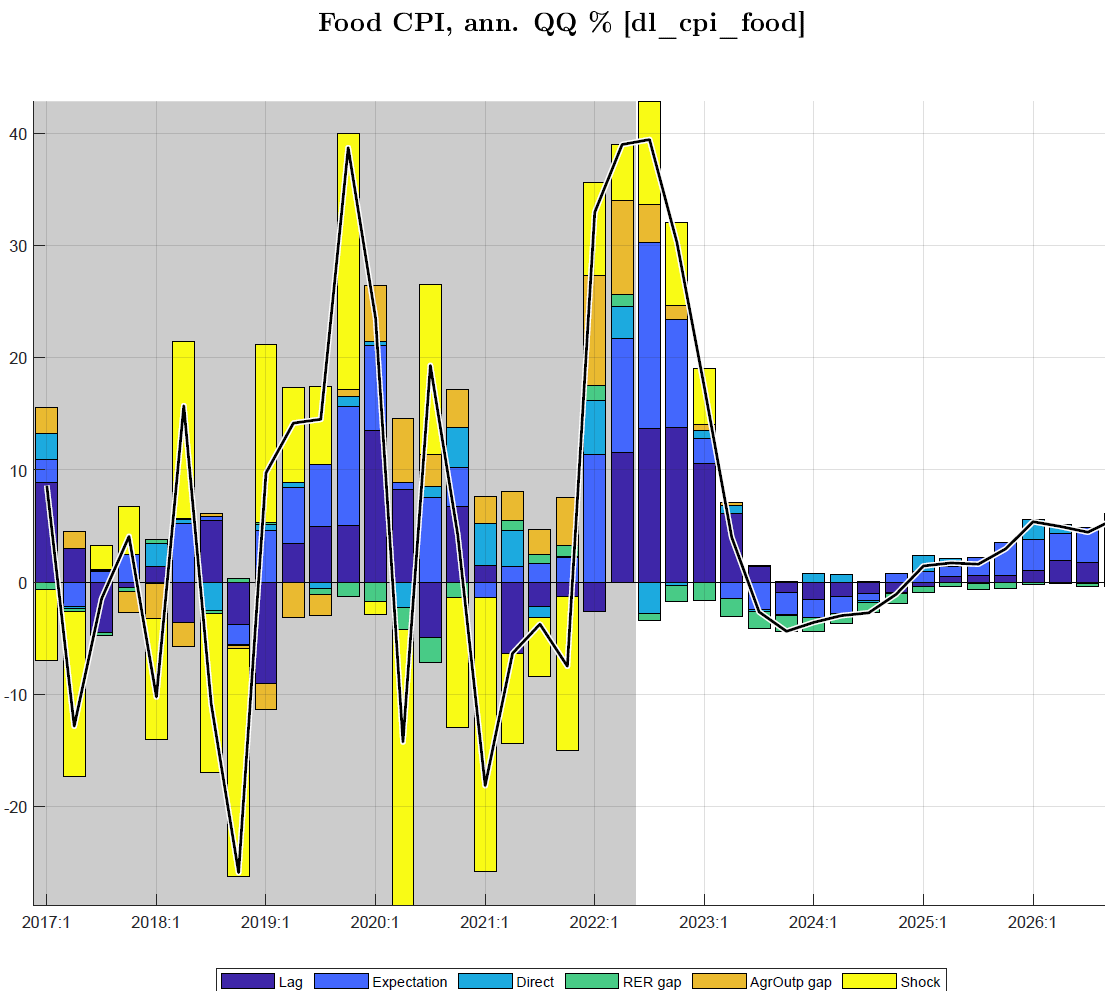 Food CPI, ann. QQ % [dl_cpi_food]
40
30
20
10
0
-10
-20
2017:1 2018:1 2019:1 2020:1 2021:1 2022:1 2023:1 2024:1 2025:1 2026:1
Lag Expectation Direct RER gap AgrOutp gap Shock